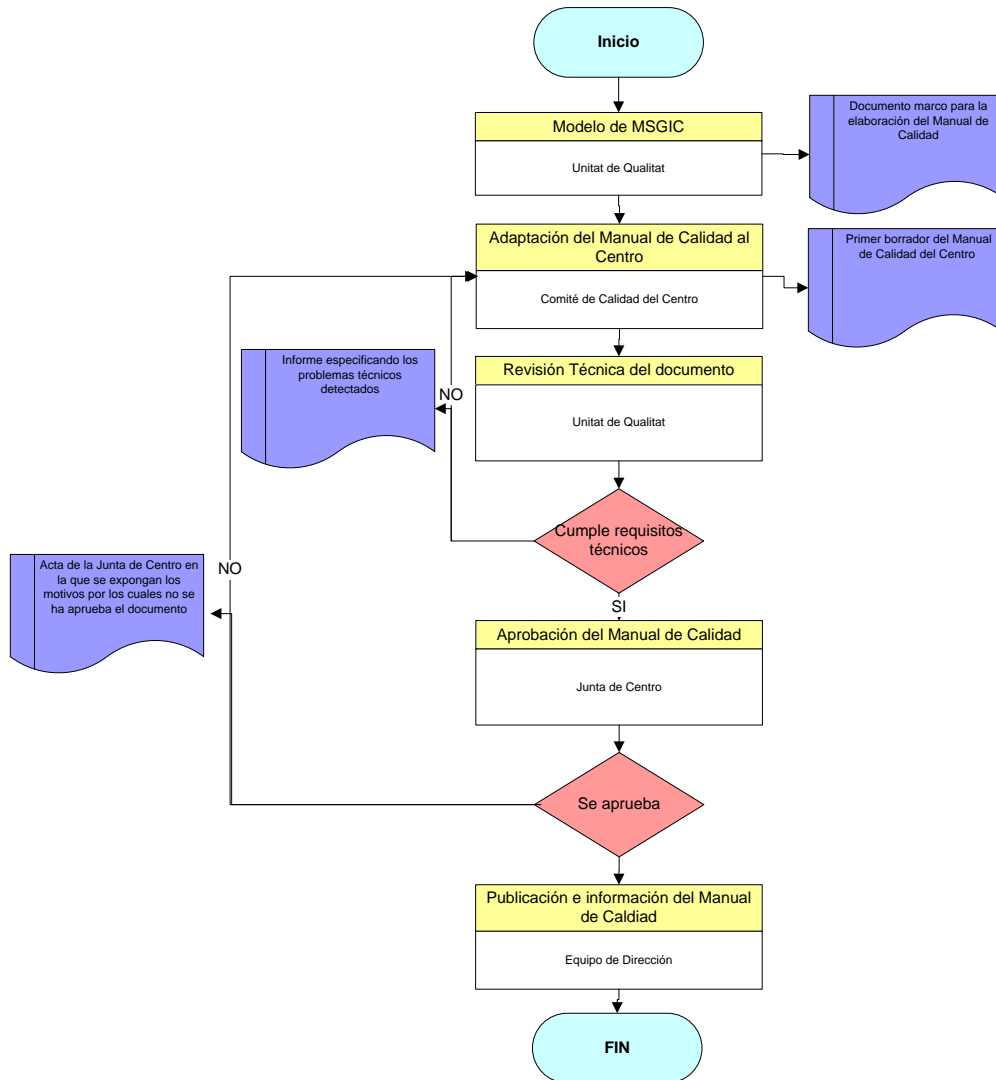 Inicio
Modelo de MSGIC
Unitat de Qualitat
Documento marco para la
elaboración del Manual de
Calidad
Adaptación del Manual de Calidad al
Centro
Comité de Calidad del Centro
Primer borrador del Manual
de Calidad del Centro
Revisión Técnica del documento
Unitat de Qualitat
Informe especificando los
problemas técnicos
detectados
NO
Cumple requisitos
técnicos
SI
Acta de la Junta de Centro en
la que se expongan los
motivos por los cuales no se
ha aprueba el documento
NO
Aprobación del Manual de Calidad
Junta de Centro
Se aprueba
Publicación e información del Manual
de Caldiad
Equipo de Dirección
FIN